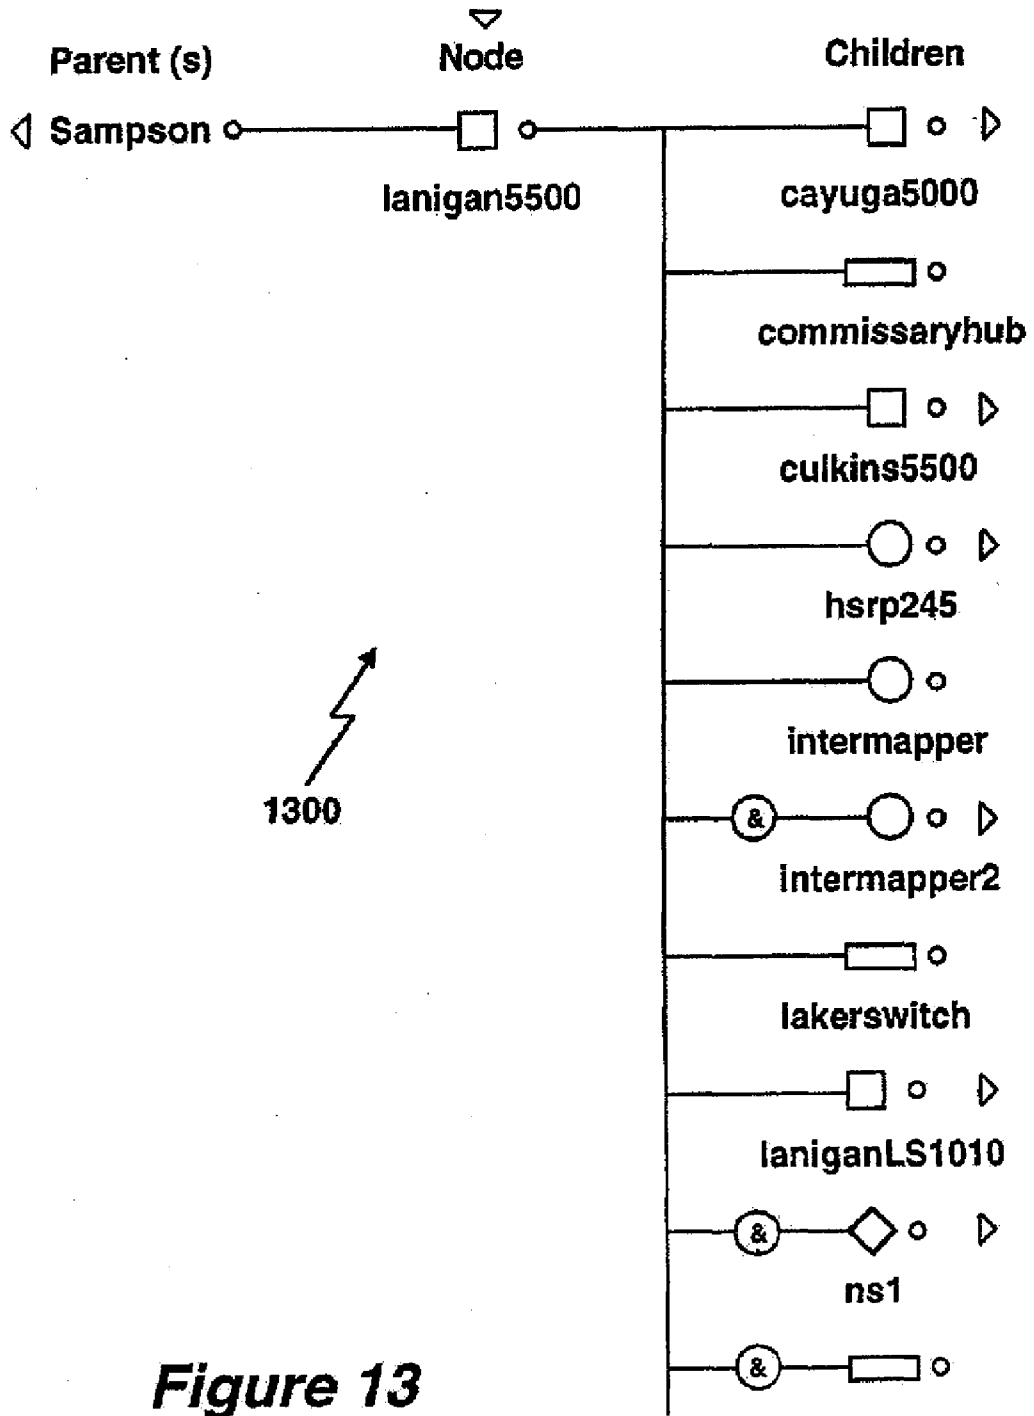 Parent (s) Node Children
Sampson
lanigan5500 cayuga5000
commissaryhub
culkins5500
hsrp245
intermapper
1300
&
intermapper2
lakerswitch
laniganLS1010
&
ns1
&
Figure 13